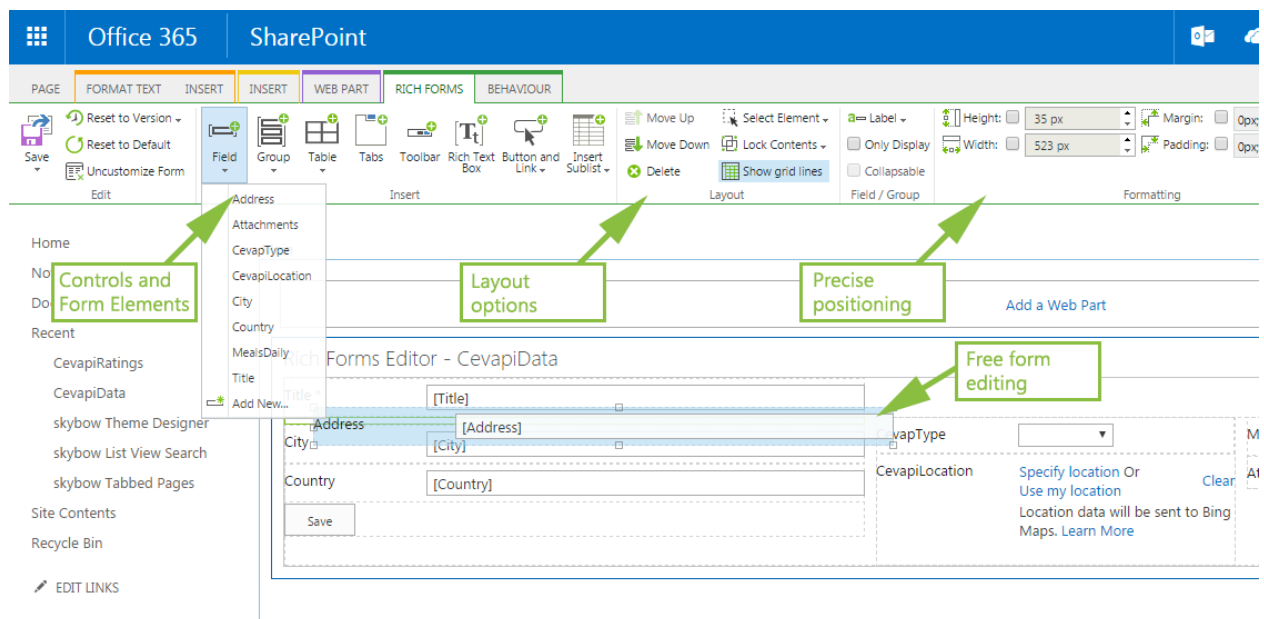 Office 365 SharePoint
PAGE FORMAT TEXT INSERT INSERT WEB PART RICH FORMS BEHAVIOUR
Save
Reset to Version
Reset to Default
Uncustomize Form
Edit
Field
Group
Table
Tabs
Toolbar
Rich Text
Box
Button and
Link
Insert
Sublist
Insert
Move Up
Move Down
Delete
Select Element
Lock Contents
Show grid lines
Layout
Label
Only Display
Collapsable
Field / Group
Height: 35 px
Width: 523 px
Margin: 0px;
Padding: 0px;
Formatting
Address
Attachments
CevapType
CevapiLocation
City
Country
MealsDaily
Title
Add New...
Controls and
Form Elements
Layout
options
Precise
positioning
Free form
editing
Home
No
Do
Recent
CevapiRatings
CevapiData
skybow Theme Designer
skybow List View Search
skybow Tabbed Pages
Site Contents
Recycle Bin
EDIT LINKS
Add a Web Part
Rich Forms Editor - CevapiData
Title * [Title]
Address [Address]
City [City]
Country [Country]
Save
CevapType
CevapiLocation
Specify location Or
Use my location
Clear
Location data will be sent to Bing
Maps. Learn More
M
At